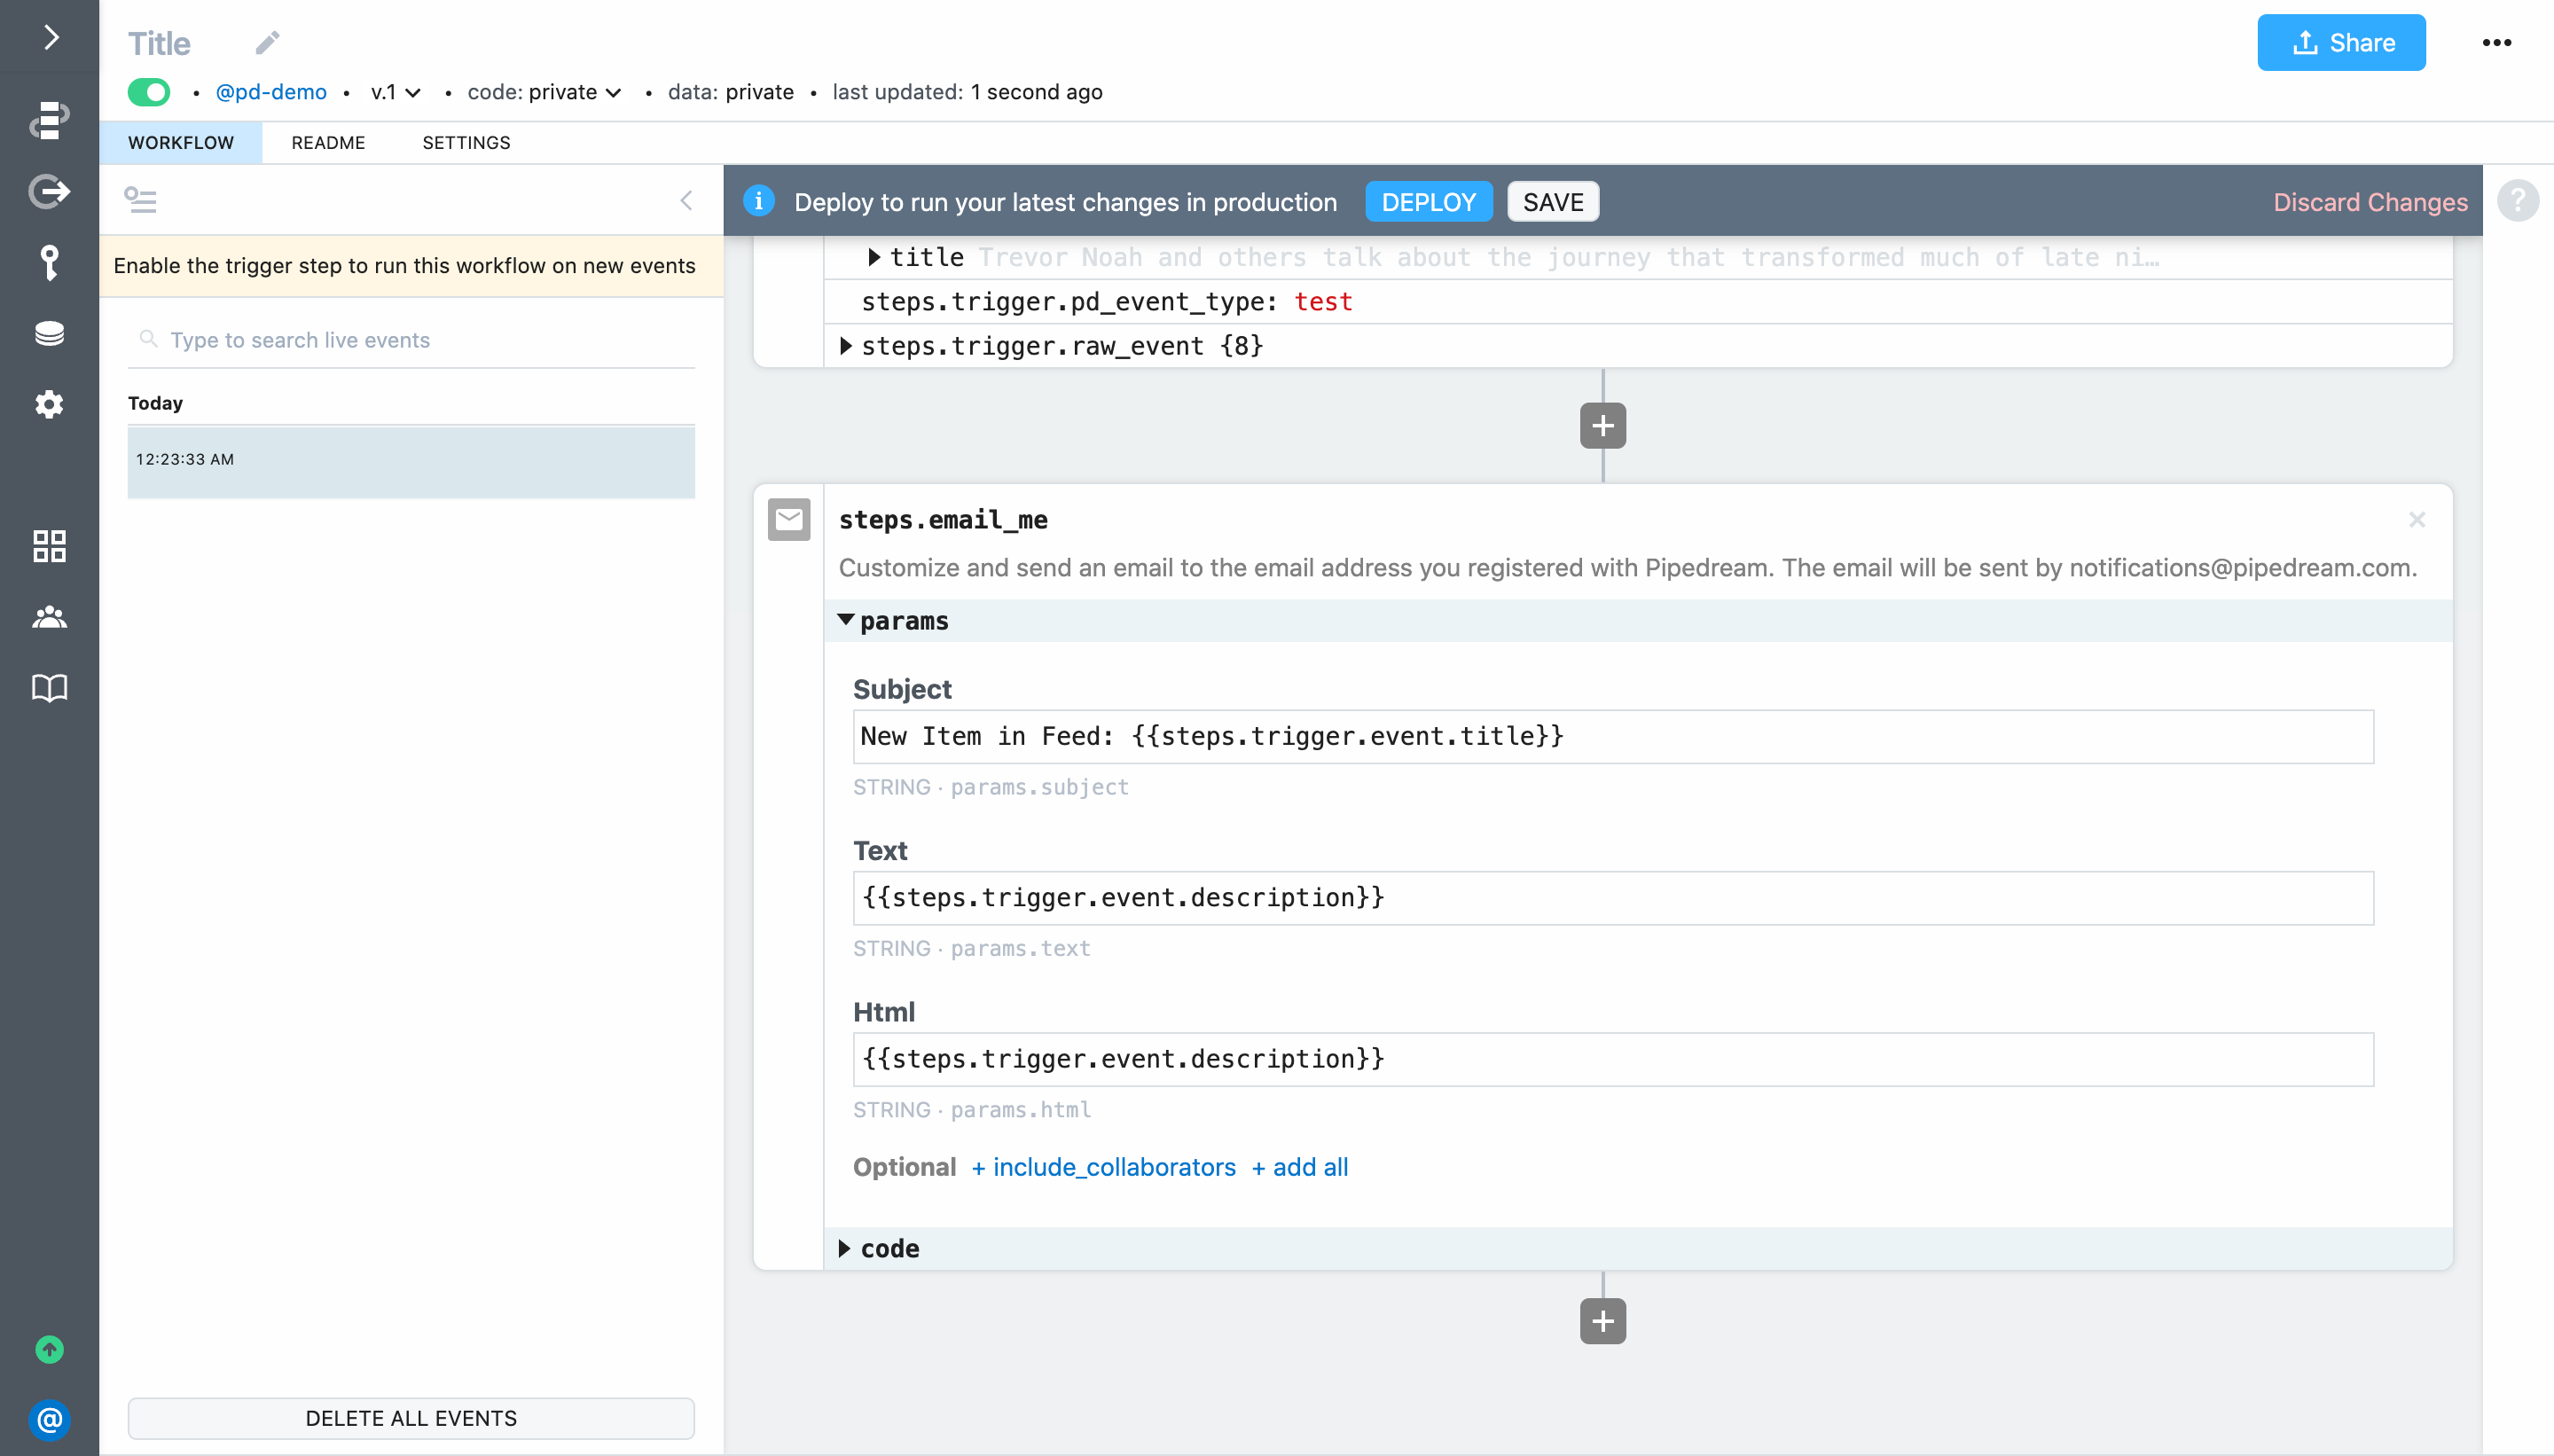 Title
Share
@pd-demo • v.1 • code: private • data: private • last updated: 1 second ago
WORKFLOW README SETTINGS
Deploy to run your latest changes in production DEPLOY SAVE Discard Changes ?
Enable the trigger step to run this workflow on new events
Type to search live events
Today
12:23:33 AM
DELETE ALL EVENTS
title Trevor Noah and others talk about the journey that transformed much of late ni…
steps.trigger.pd_event_type: test
steps.trigger.raw_event {8}
+
steps.email_me
Customize and send an email to the email address you registered with Pipedream. The email will be sent by notifications@pipedream.com.
params
Subject
New Item in Feed: {{steps.trigger.event.title}}
STRING · params.subject
Text
{{steps.trigger.event.description}}
STRING · params.text
Html
{{steps.trigger.event.description}}
STRING · params.html
Optional + include_collaborators + add all
code
+
@